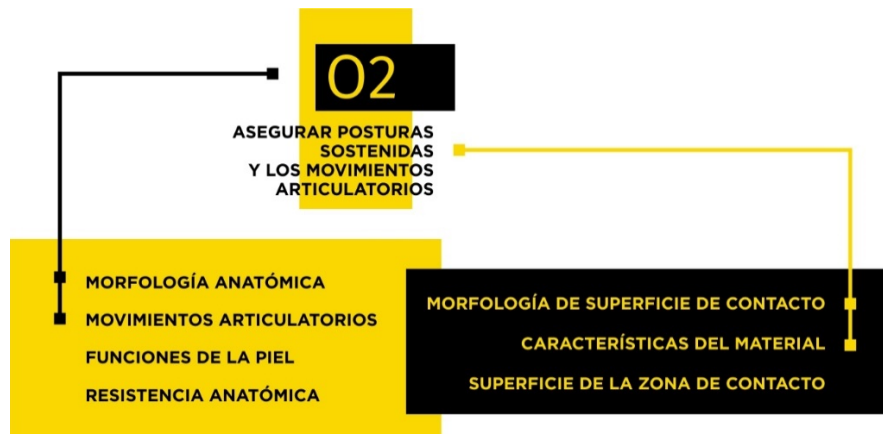 02
ASEGURAR POSTURAS
SOSTENIDAS
Y LOS MOVIMIENTOS
ARTICULATORIOS
MORFOLOGÍA ANATÓMICA
MOVIMIENTOS ARTICULATORIOS
FUNCIONES DE LA PIEL
RESISTENCIA ANATÓMICA
MORFOLOGÍA DE SUPERFICIE DE CONTACTO
CARACTERÍSTICAS DEL MATERIAL
SUPERFICIE DE LA ZONA DE CONTACTO